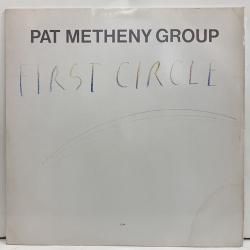 PAT METHENY GROUP
FIRST CIRCLE